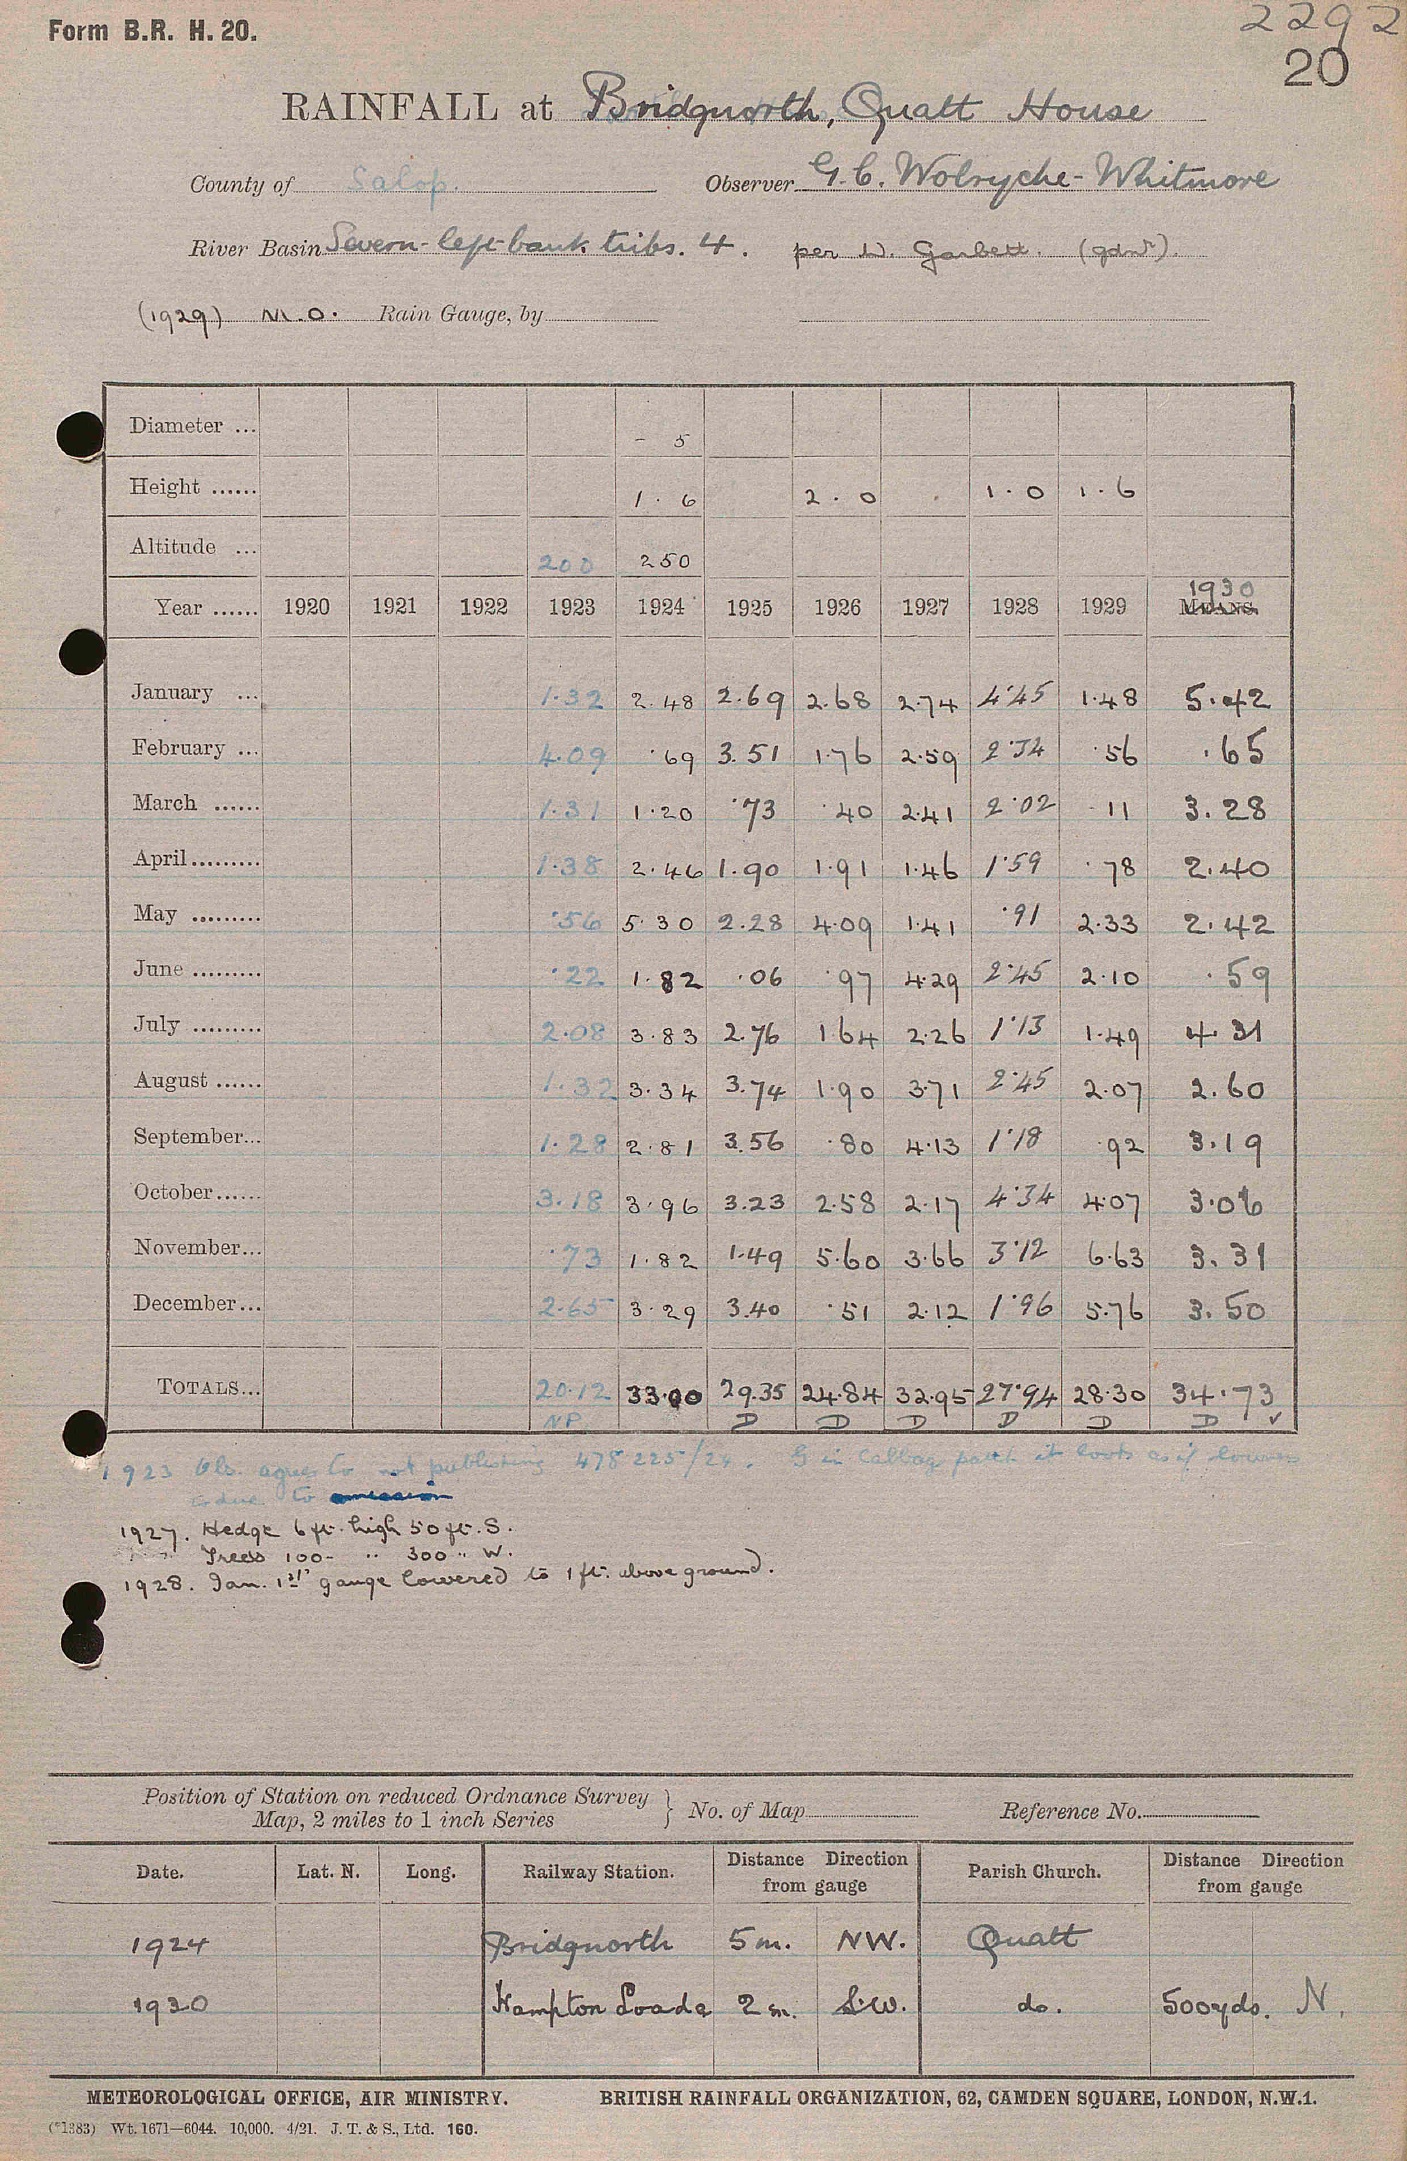 Form B.R. H. 20.
2292
20
RAINFALL at Bridgnorth, Quatt House
County of Salop. Observer G. C. Wolryche-Whitmore
River Basin Severn-left bank tribs. 4. per W. Garbett. (gdnr).
(1929) M.O. Rain Gauge, by
Diameter ... - 5
Height ...... 1. 6 2. 0 1. 0 1. 6
Altitude ... 200 250
1930
Year ...... 1920 1921 1922 1923 1924 1925 1926 1927 1928 1929 MEANS.
January ... 1.32 2.48 2.69 2.68 2.74 4.45 1.48 5.42
February ... 4.09 .69 3.51 1.76 2.59 2.34 .56 .65
March ...... 1.31 1.20 .73 .40 2.41 2.02 .11 3.28
April......... 1.38 2.46 1.90 1.91 1.46 1.59 .78 2.40
May ......... .56 5.30 2.28 4.09 1.41 .91 2.33 2.42
June ......... .22 1.82 .06 .97 4.29 2.45 2.10 .59
July ......... 2.08 3.83 2.76 1.64 2.26 1.13 1.49 4.31
August ...... 1.32 3.34 3.74 1.90 3.71 2.45 2.07 2.60
September... 1.28 2.81 3.56 .80 4.13 1.18 .92 3.19
October...... 3.18 3.96 3.23 2.58 2.17 4.34 4.07 3.06
November... .73 1.82 1.49 5.60 3.66 3.12 6.63 3.31
December... 2.65 3.29 3.40 .51 2.12 1.96 5.76 3.50
TOTALS... 20.12 33.00 29.35 24.84 32.95 27.94 28.30 34.73
NP. D D D D D D ✓
1923 Obs. agrees to not publishing 478225/24. G in cabbage patch it looks as if
due to
1927. Hedge 6 ft. high 50 ft. S.
Trees 100- .. 300 .. W.
1928. Jan. 1st gauge lowered to 1 ft. above ground.
Position of Station on reduced Ordnance Survey
Map, 2 miles to 1 inch Series } No. of Map Reference No.
Date. Lat. N. Long. Railway Station. Distance Direction from gauge Parish Church. Distance Direction from gauge
1924 Bridgnorth 5 m. NW. Quatt
1930 Hampton Loade 2 m. S.W. do. 500 yds. N.
METEOROLOGICAL OFFICE, AIR MINISTRY. BRITISH RAINFALL ORGANIZATION, 62, CAMDEN SQUARE, LONDON, N.W.1.
(*1383) Wt. 1671—6044. 10,000. 4/21. J. T. & S., Ltd. 160.